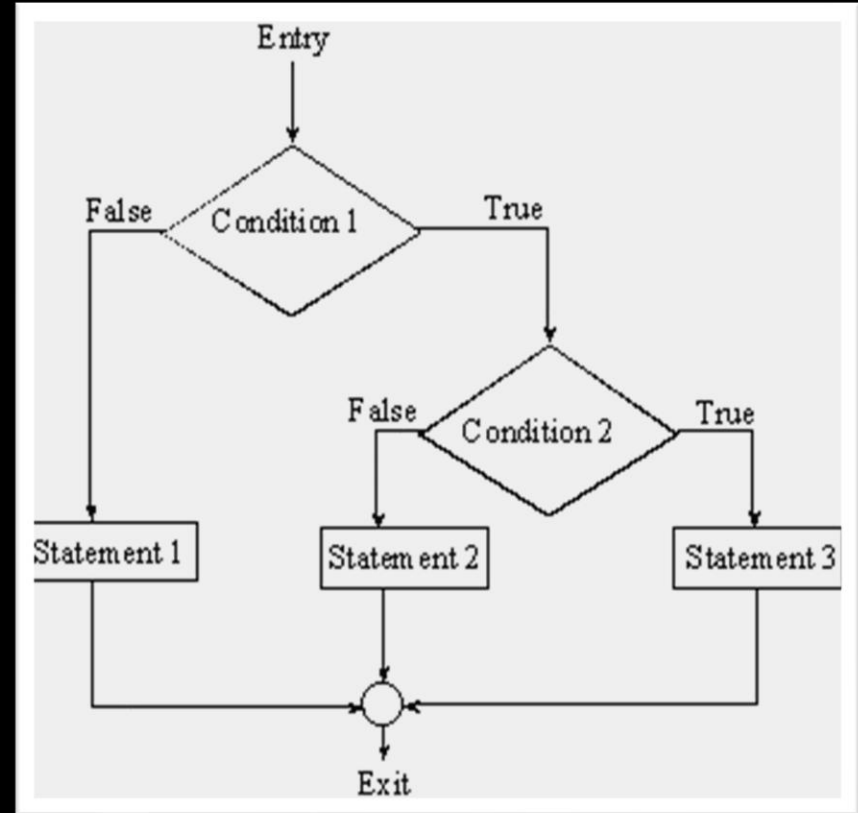 Entry
False
True
Condition 1
False
True
Condition 2
Statement 1
Statement 2
Statement 3
Exit